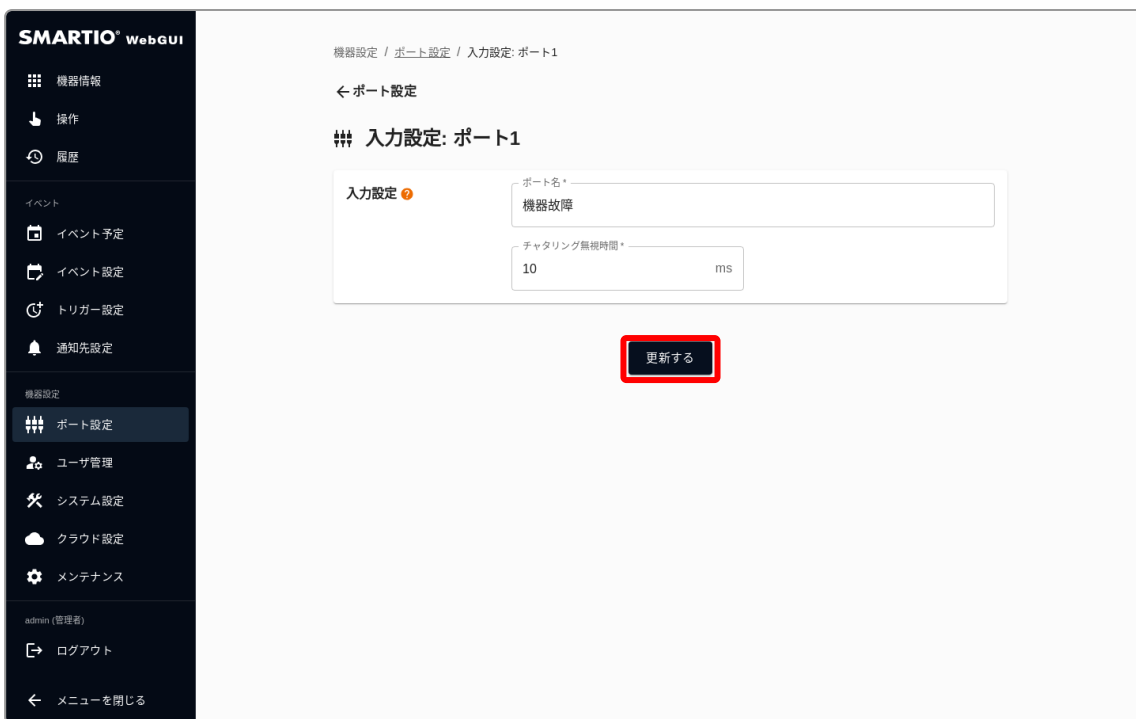 SMARTIO® WebGUI
機器情報
操作
履歴
イベント
イベント予定
イベント設定
トリガー設定
通知先設定
機器設定
ポート設定
ユーザ管理
システム設定
クラウド設定
メンテナンス
admin (管理者)
ログアウト
メニューを閉じる
機器設定 / ポート設定 / 入力設定: ポート1
←ポート設定
入力設定: ポート1
入力設定 ?
ポート名 *
機器故障
チャタリング無視時間 *
10 ms
更新する